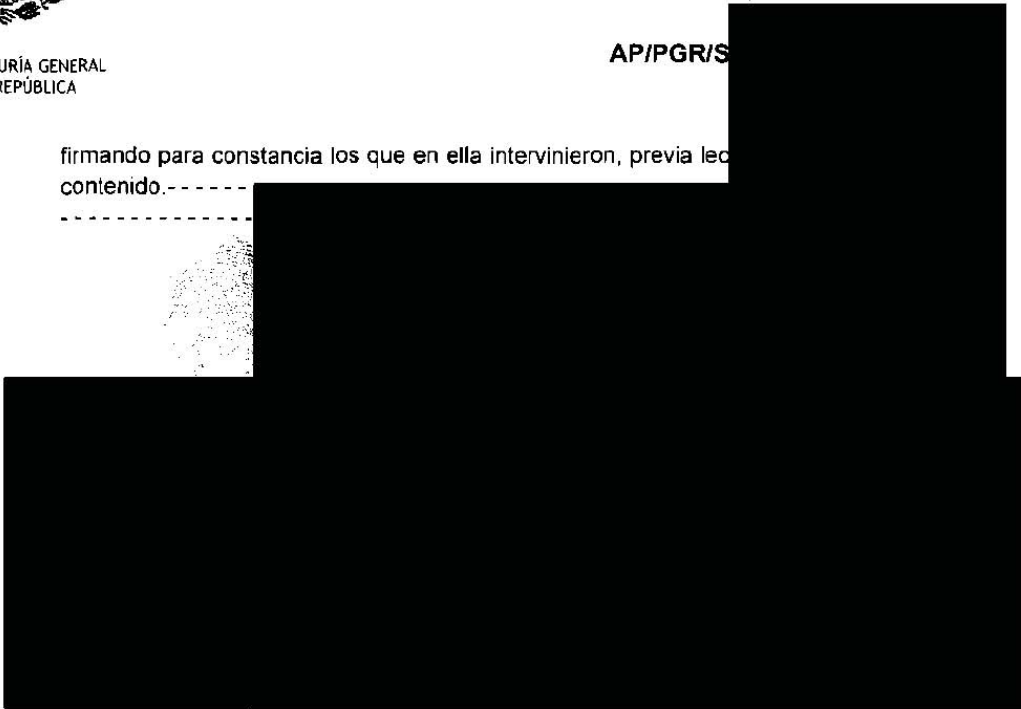 URÍA GENERAL
REPÚBLICA
AP/PGR/S
firmando para constancia los que en ella intervinieron, previa lec
contenido.- - - - - -
- - - - - - - - - - - - - -